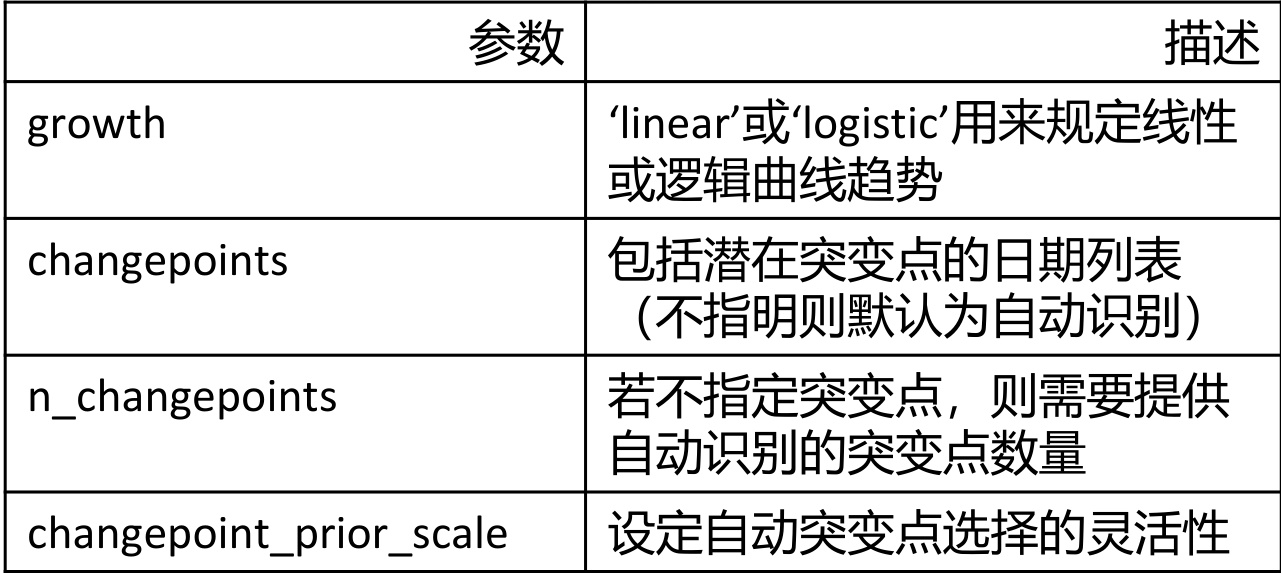 参数 描述
growth ‘linear’或‘logistic’用来规定线性
或逻辑曲线趋势
changepoints 包括潜在突变点的日期列表
（不指明则默认为自动识别）
n_changepoints 若不指定突变点，则需要提供
自动识别的突变点数量
changepoint_prior_scale 设定自动突变点选择的灵活性